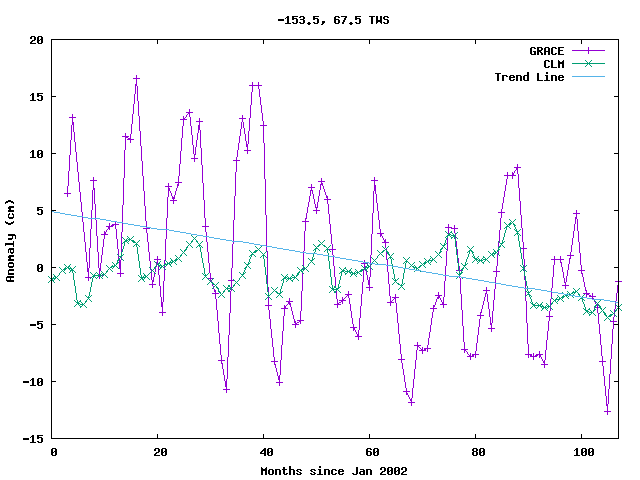 -153.5, 67.5 TWS
GRACE
CLM
Trend Line
20
15
10
5
0
-5
-10
-15
Anomaly (cm)
0 20 40 60 80 100
Months since Jan 2002